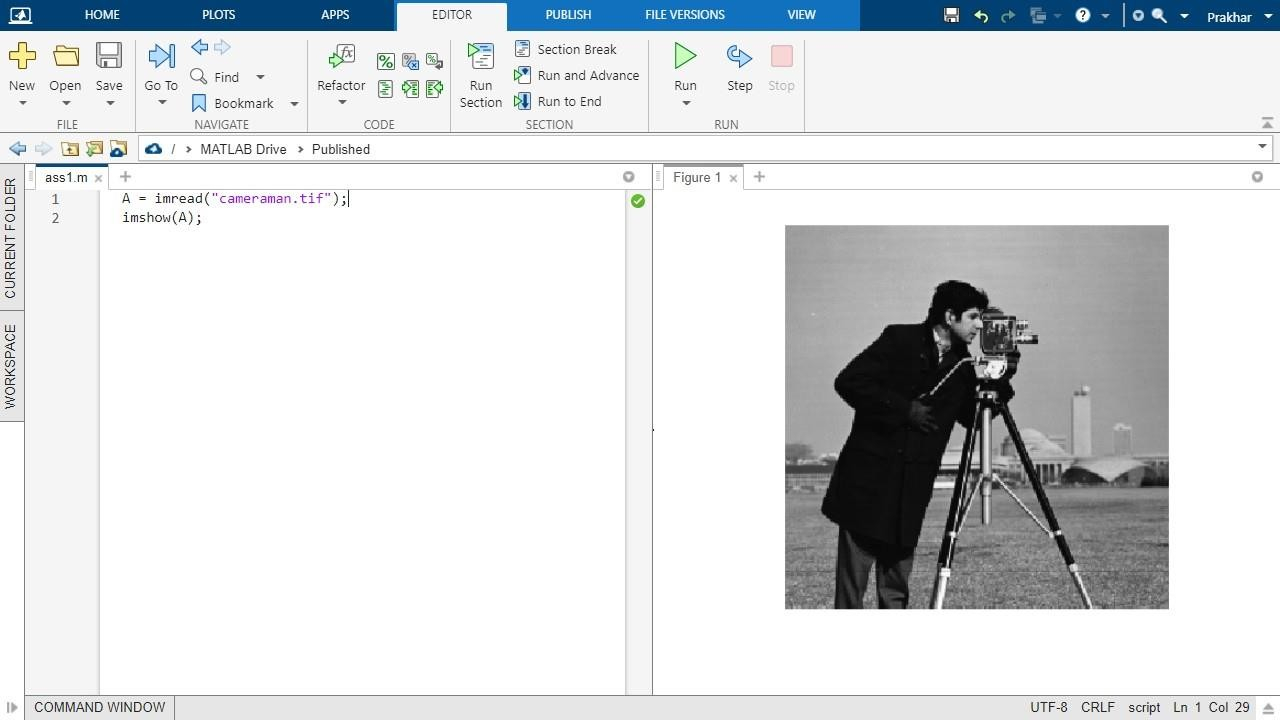 HOME PLOTS APPS EDITOR PUBLISH FILE VERSIONS VIEW Prakhar
New Open Save Go To Find Bookmark Refactor Run Section Section Break Run and Advance Run to End Run Step Stop
FILE NAVIGATE CODE SECTION RUN
/ MATLAB Drive Published
CURRENT FOLDER
WORKSPACE
ass1.m
1 A = imread("cameraman.tif");
2 imshow(A);
Figure 1
COMMAND WINDOW UTF-8 CRLF script Ln 1 Col 29